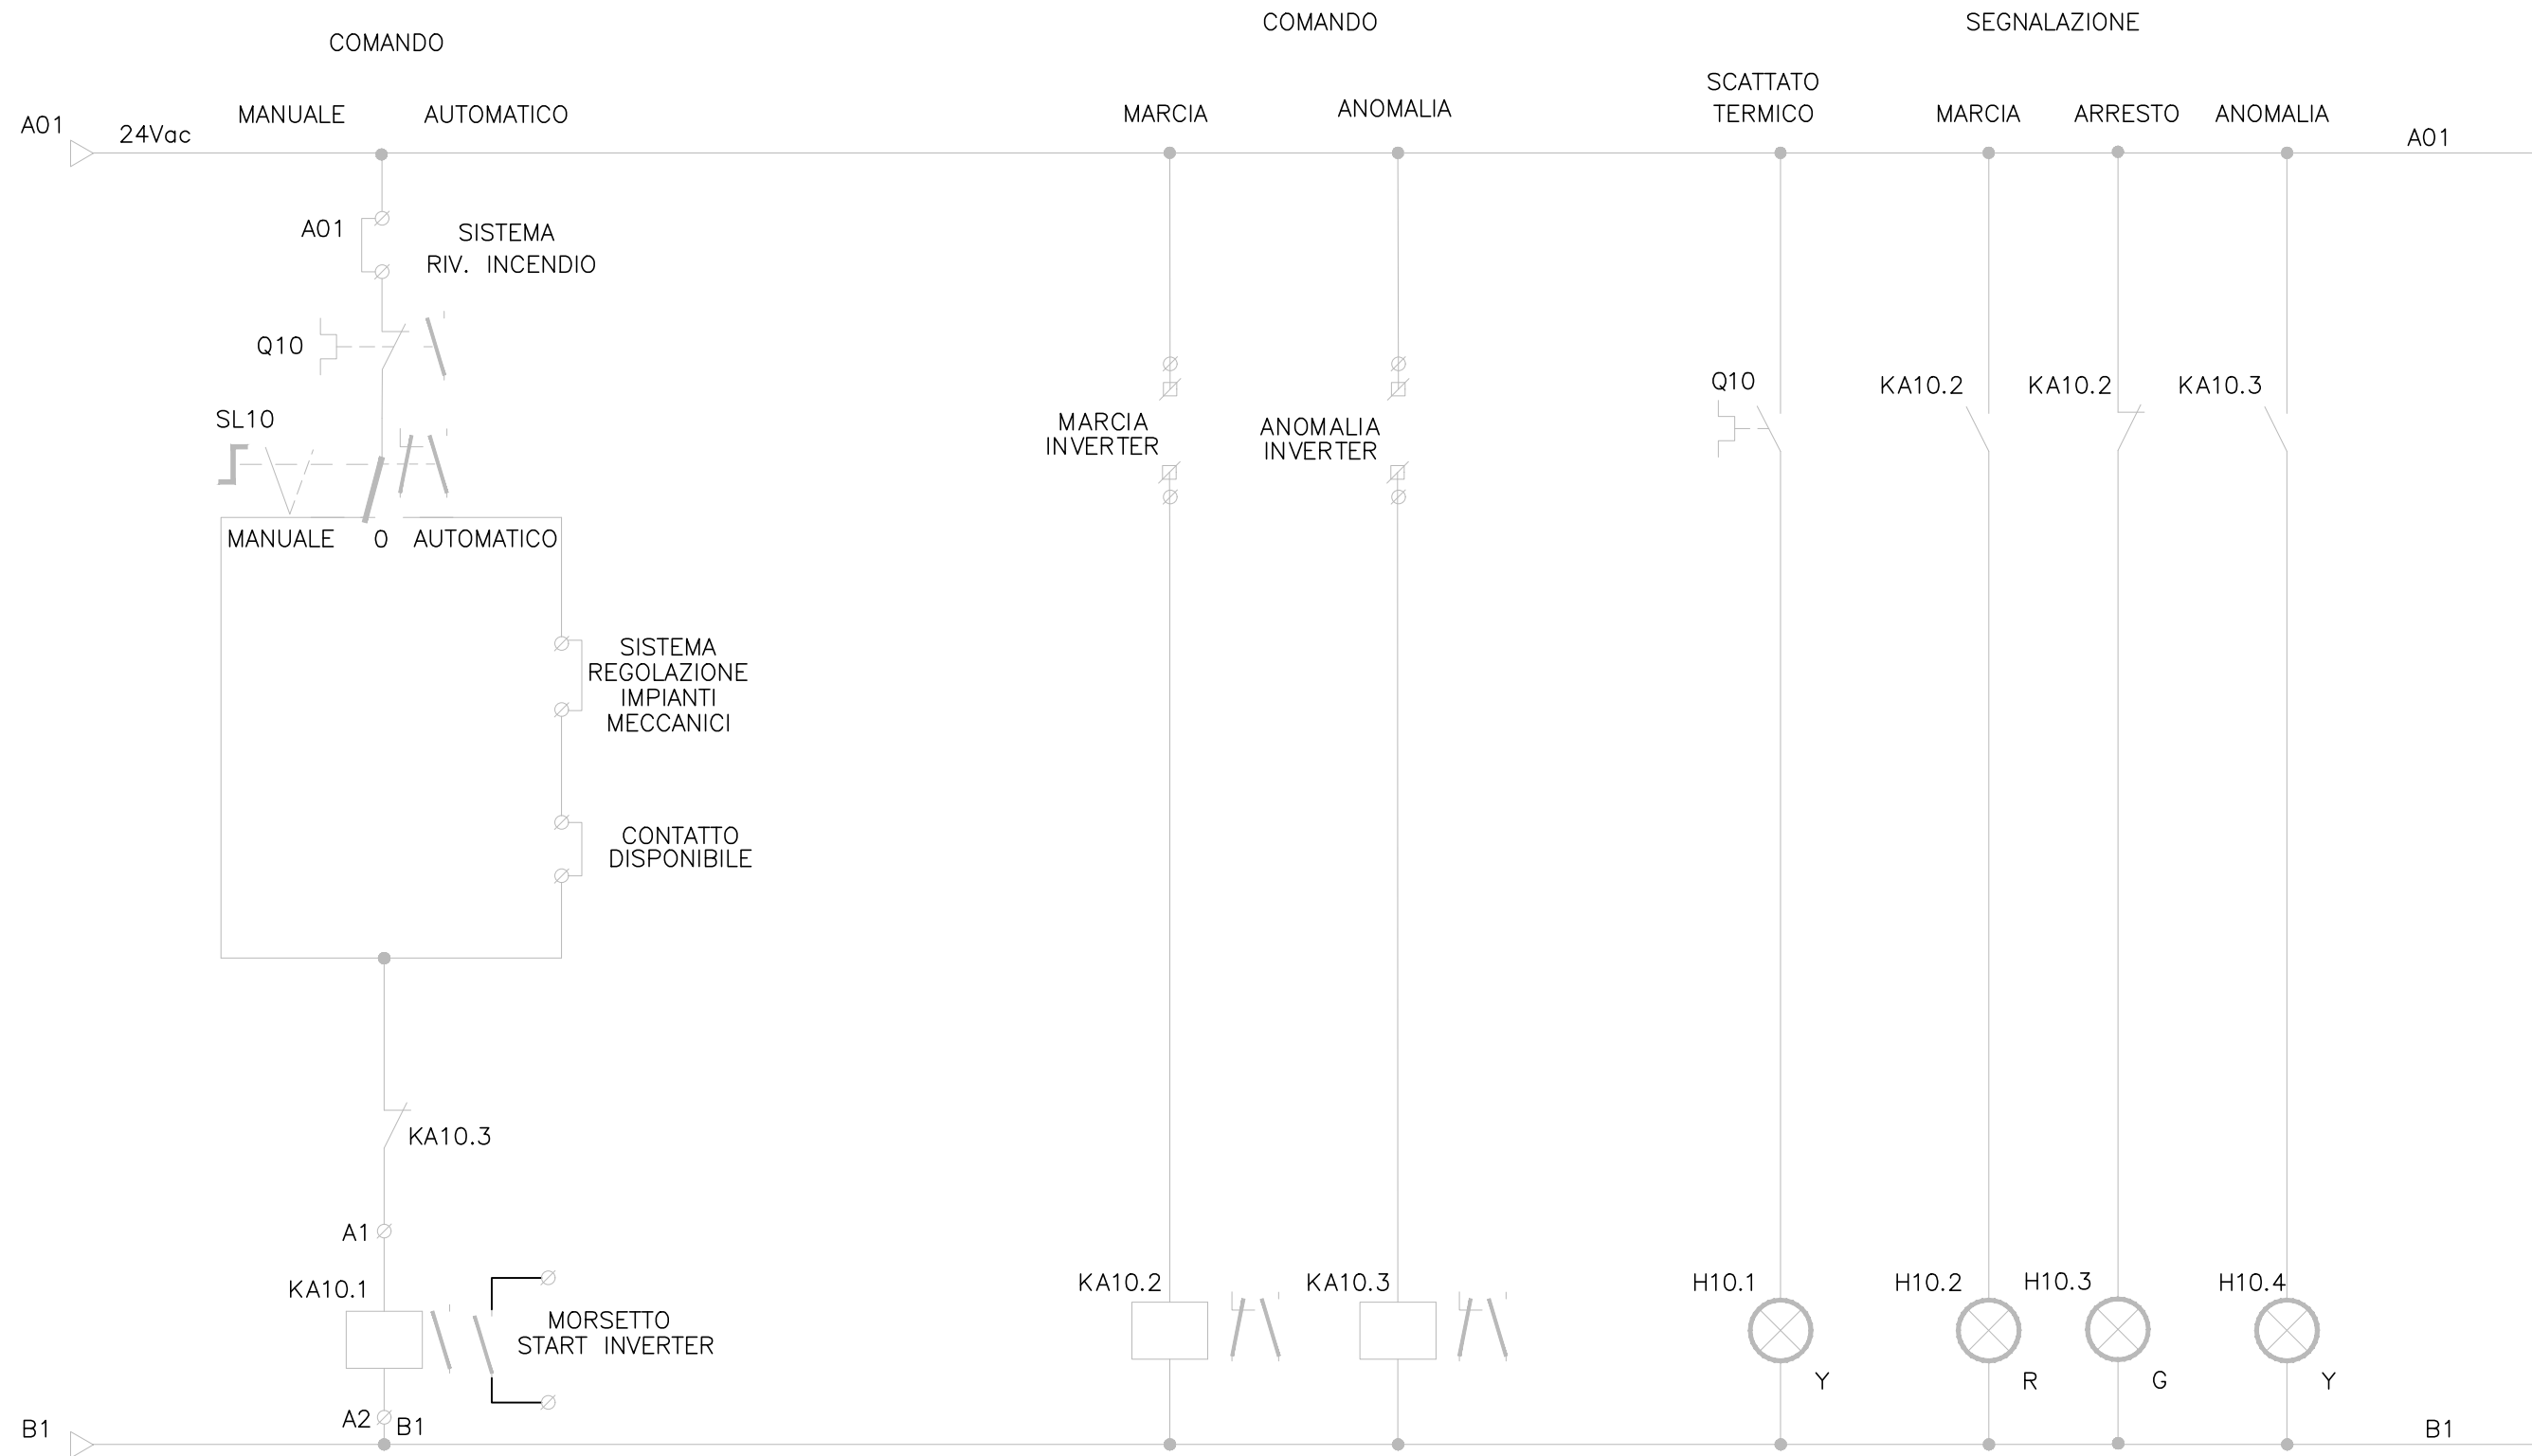 COMANDO
COMANDO
SEGNALAZIONE
MANUALE
AUTOMATICO
MARCIA
ANOMALIA
SCATTATO
TERMICO
MARCIA
ARRESTO
ANOMALIA
A01
24Vac
A01
A01
SISTEMA
RIV. INCENDIO
Q10
SL10
MANUALE 0 AUTOMATICO
MARCIA
INVERTER
ANOMALIA
INVERTER
Q10
KA10.2
KA10.2
KA10.3
SISTEMA
REGOLAZIONE
IMPIANTI
MECCANICI
CONTATTO
DISPONIBILE
KA10.3
A1
KA10.1
MORSETTO
START INVERTER
KA10.2
KA10.3
H10.1
H10.2
H10.3
H10.4
Y
R
G
Y
A2
B1
B1
B1